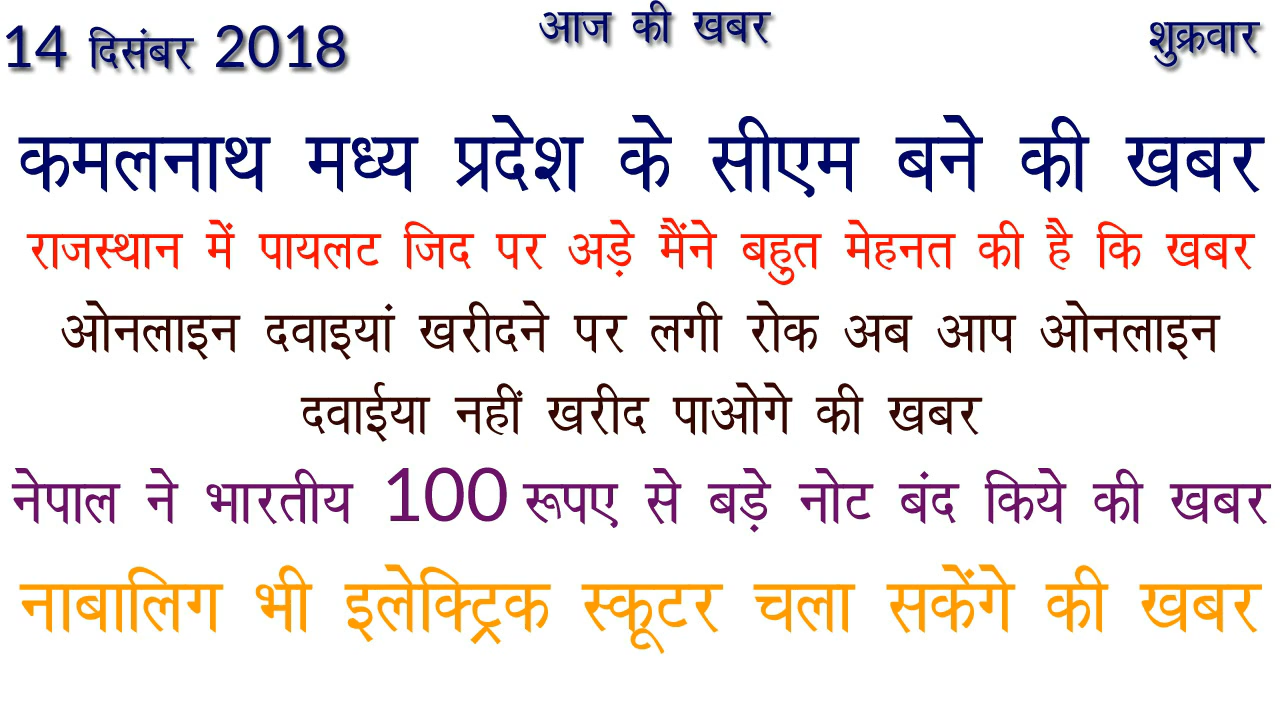 14 दिसंबर 2018 आज की खबर शुक्रवार
कमलनाथ मध्य प्रदेश के सीएम बने की खबर
राजस्थान में पायलट जिद पर अड़े मैंने बहुत मेहनत की है कि खबर
ओनलाइन दवाइयां खरीदने पर लगी रोक अब आप ओनलाइन
दवाईया नहीं खरीद पाओगे की खबर
नेपाल ने भारतीय 100 रूपए से बड़े नोट बंद किये की खबर
नाबालिग भी इलेक्ट्रिक स्कूटर चला सकेंगे की खबर